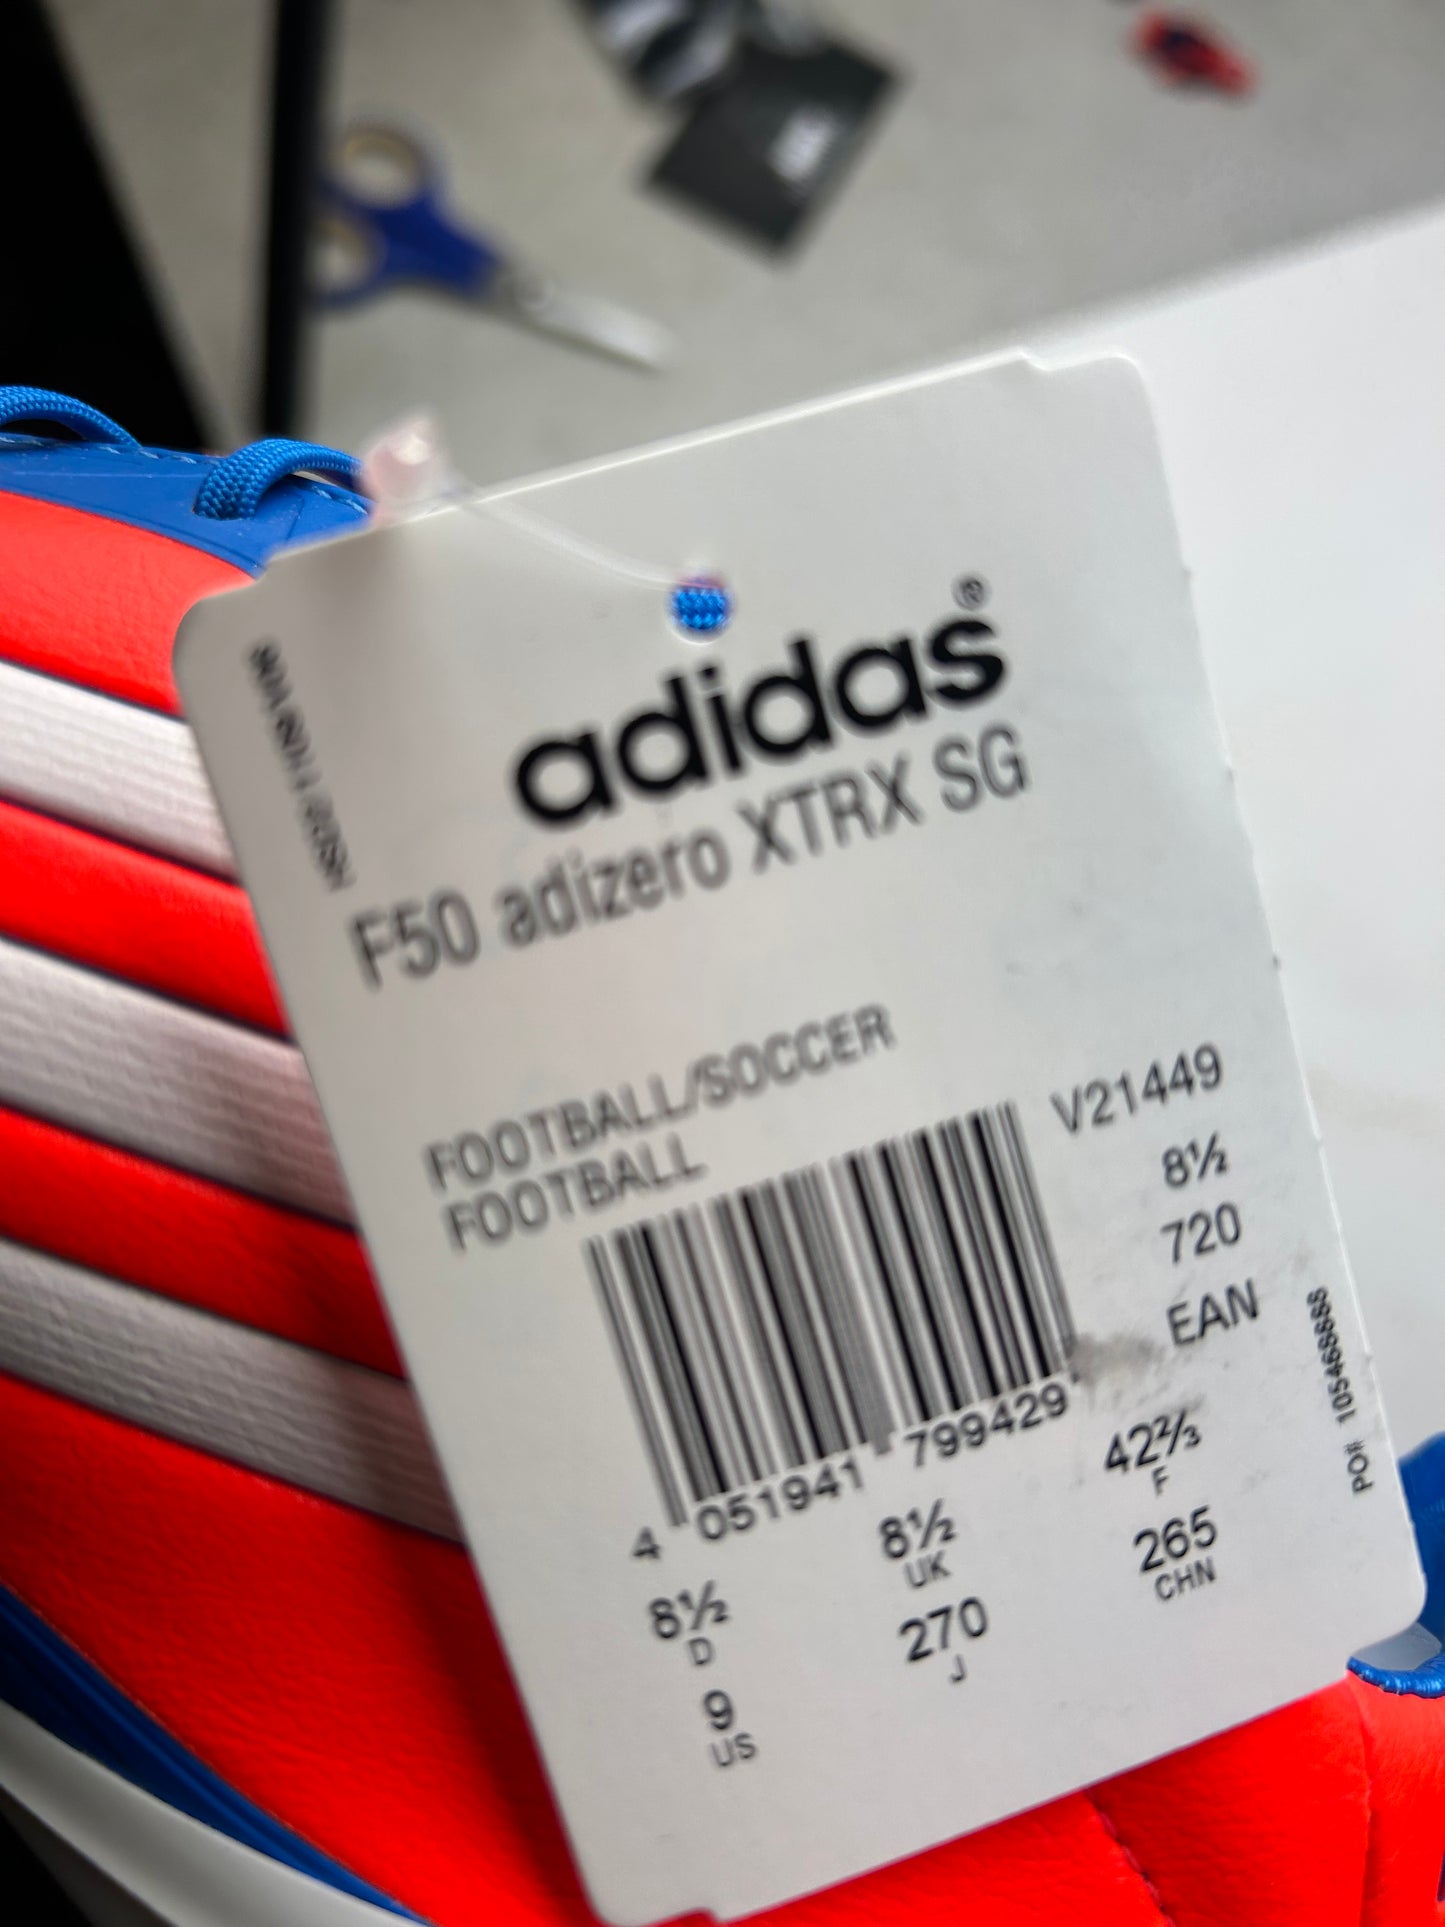 adidas®
F50 adizero XTRX SG
FOOTBALL/SOCCER
FOOTBALL
V21449
8½
720
EAN
4 051941 799429
8½ D
8½ UK
42⅔ F
9 US
270 J
265 CHN
PO#